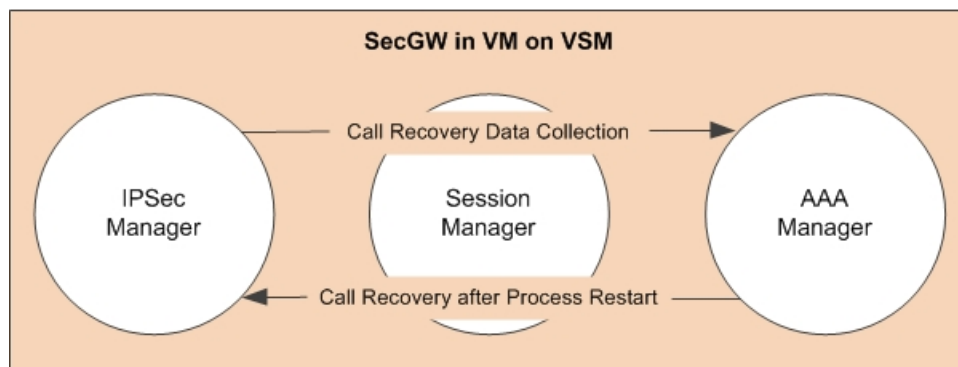 SecGW in VM on VSM
Call Recovery Data Collection
IPSec
Manager
Session
Manager
AAA
Manager
Call Recovery after Process Restart